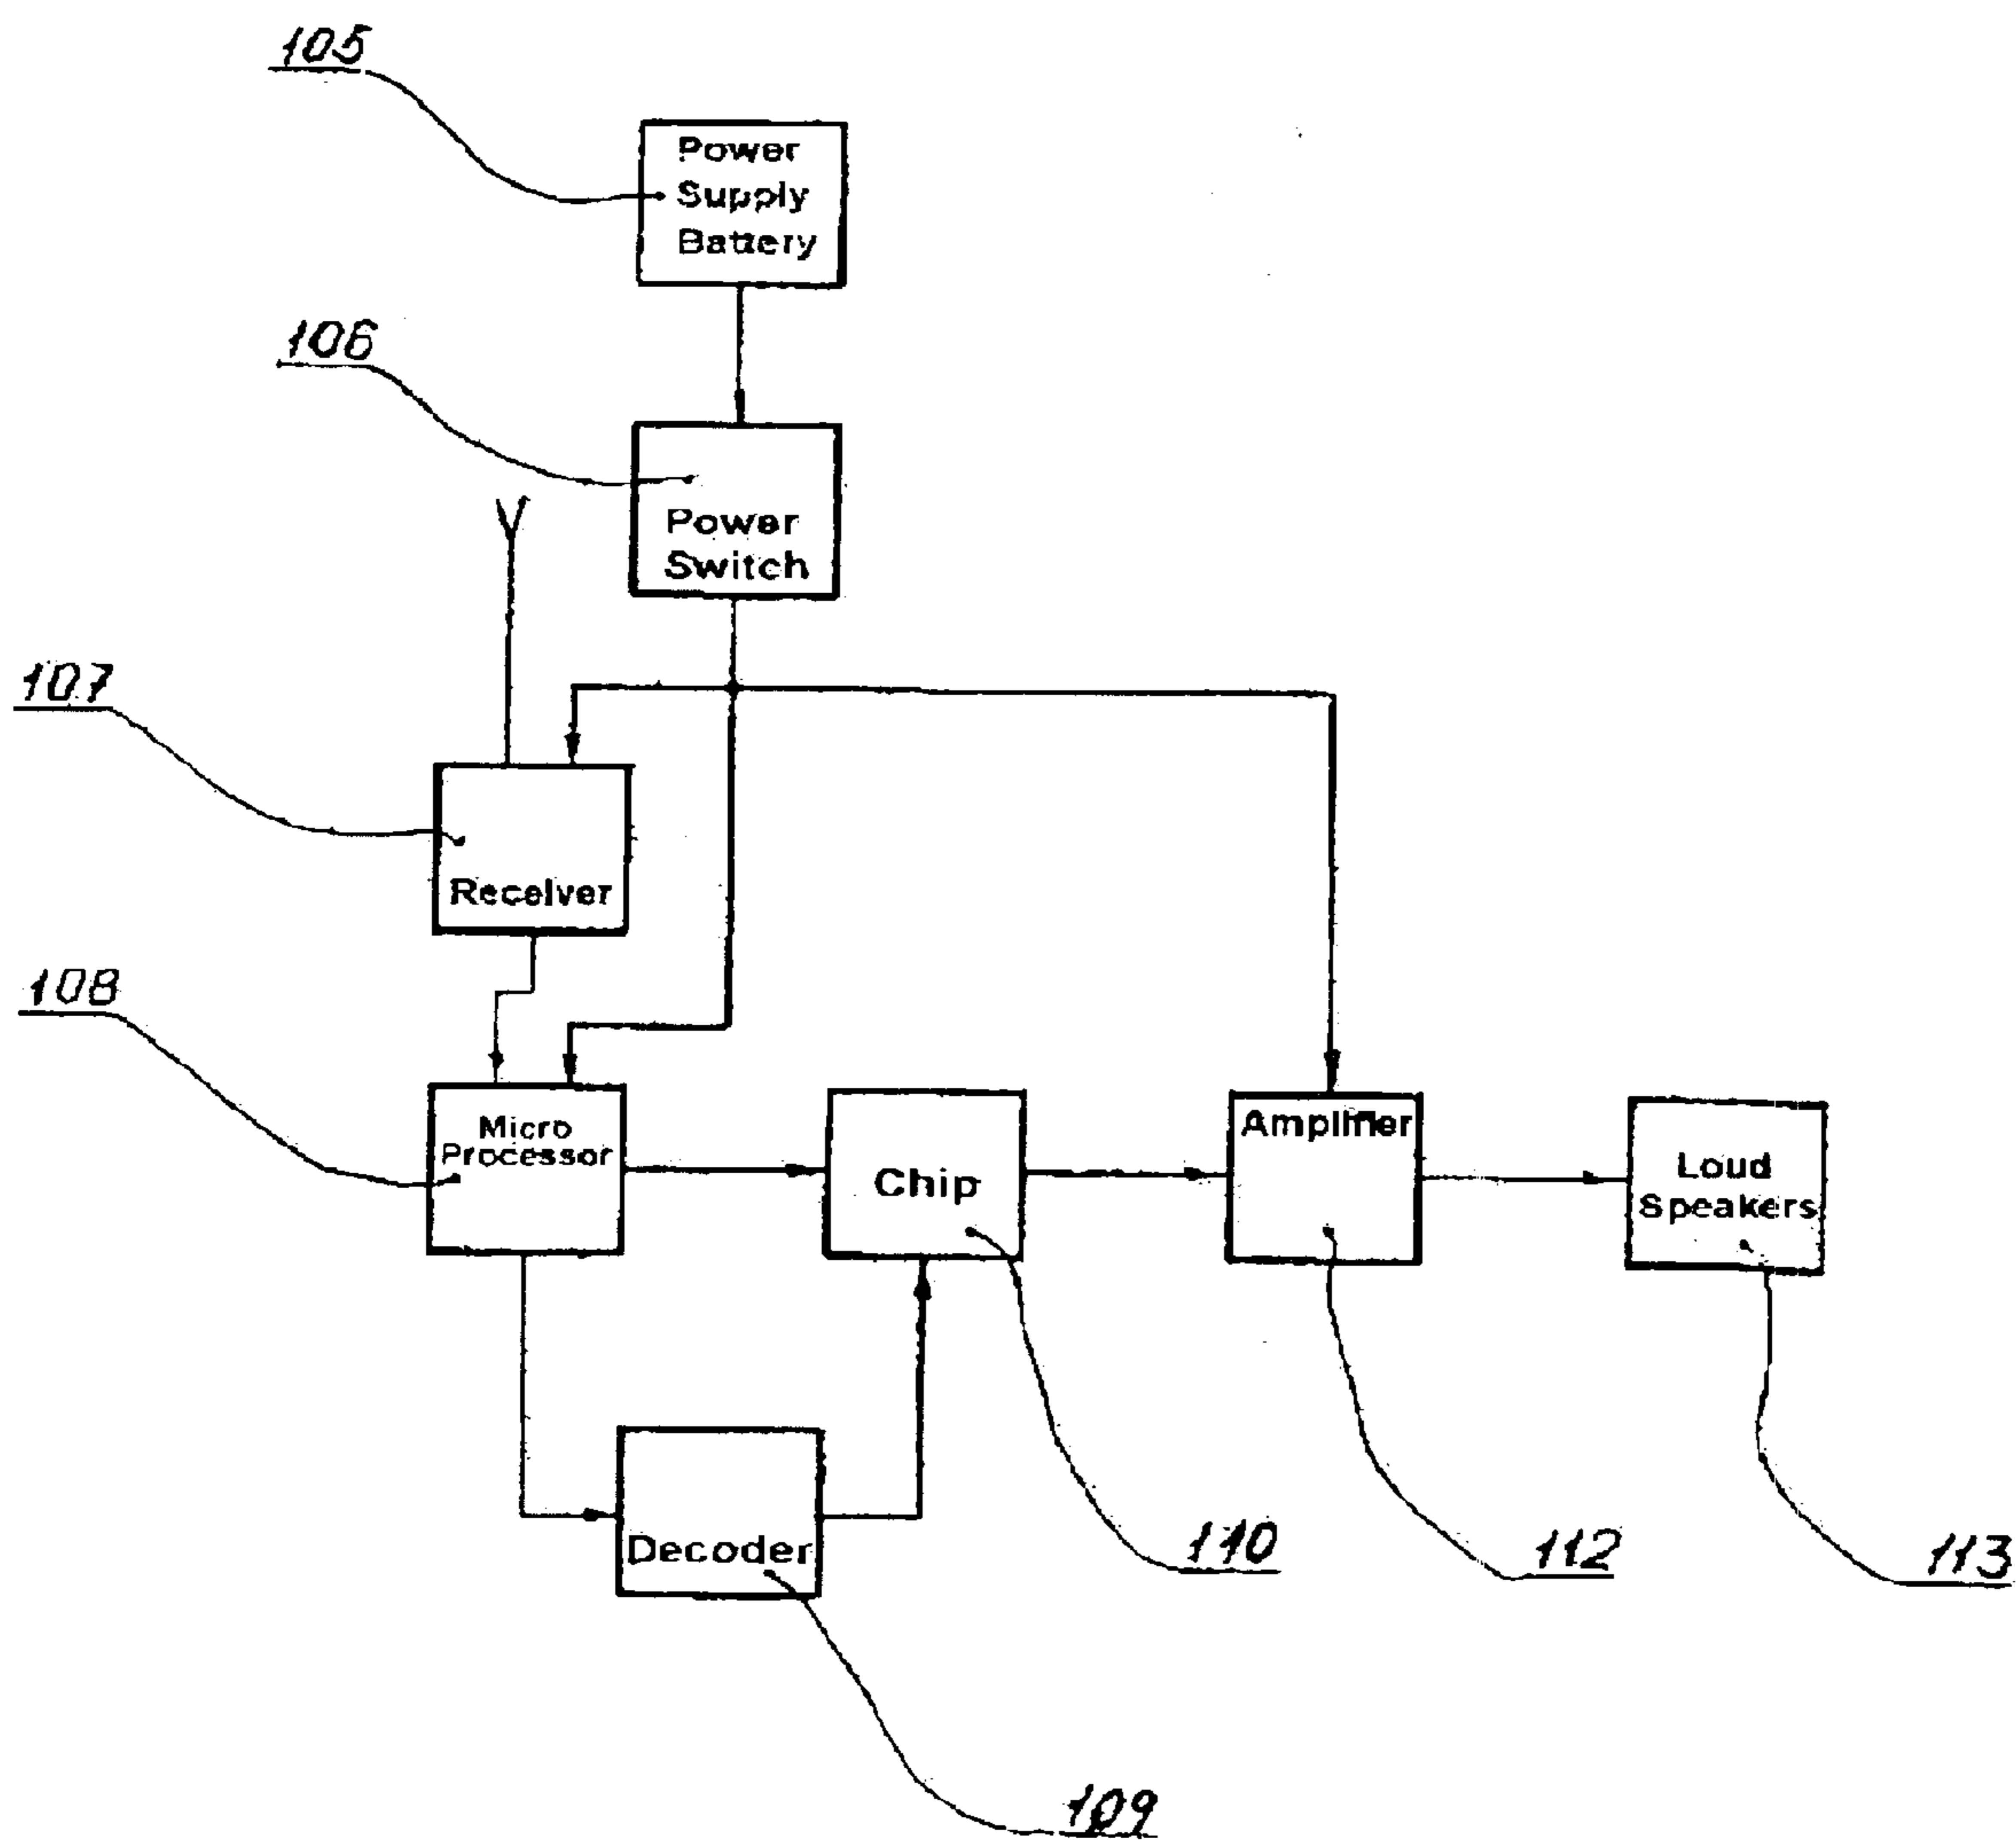 105
Power
Supply
Battery
106
Power
Switch
107
Receiver
108
Micro
Processor
Chip
Amplifier
Loud
Speakers
Decoder
110
112
113
109